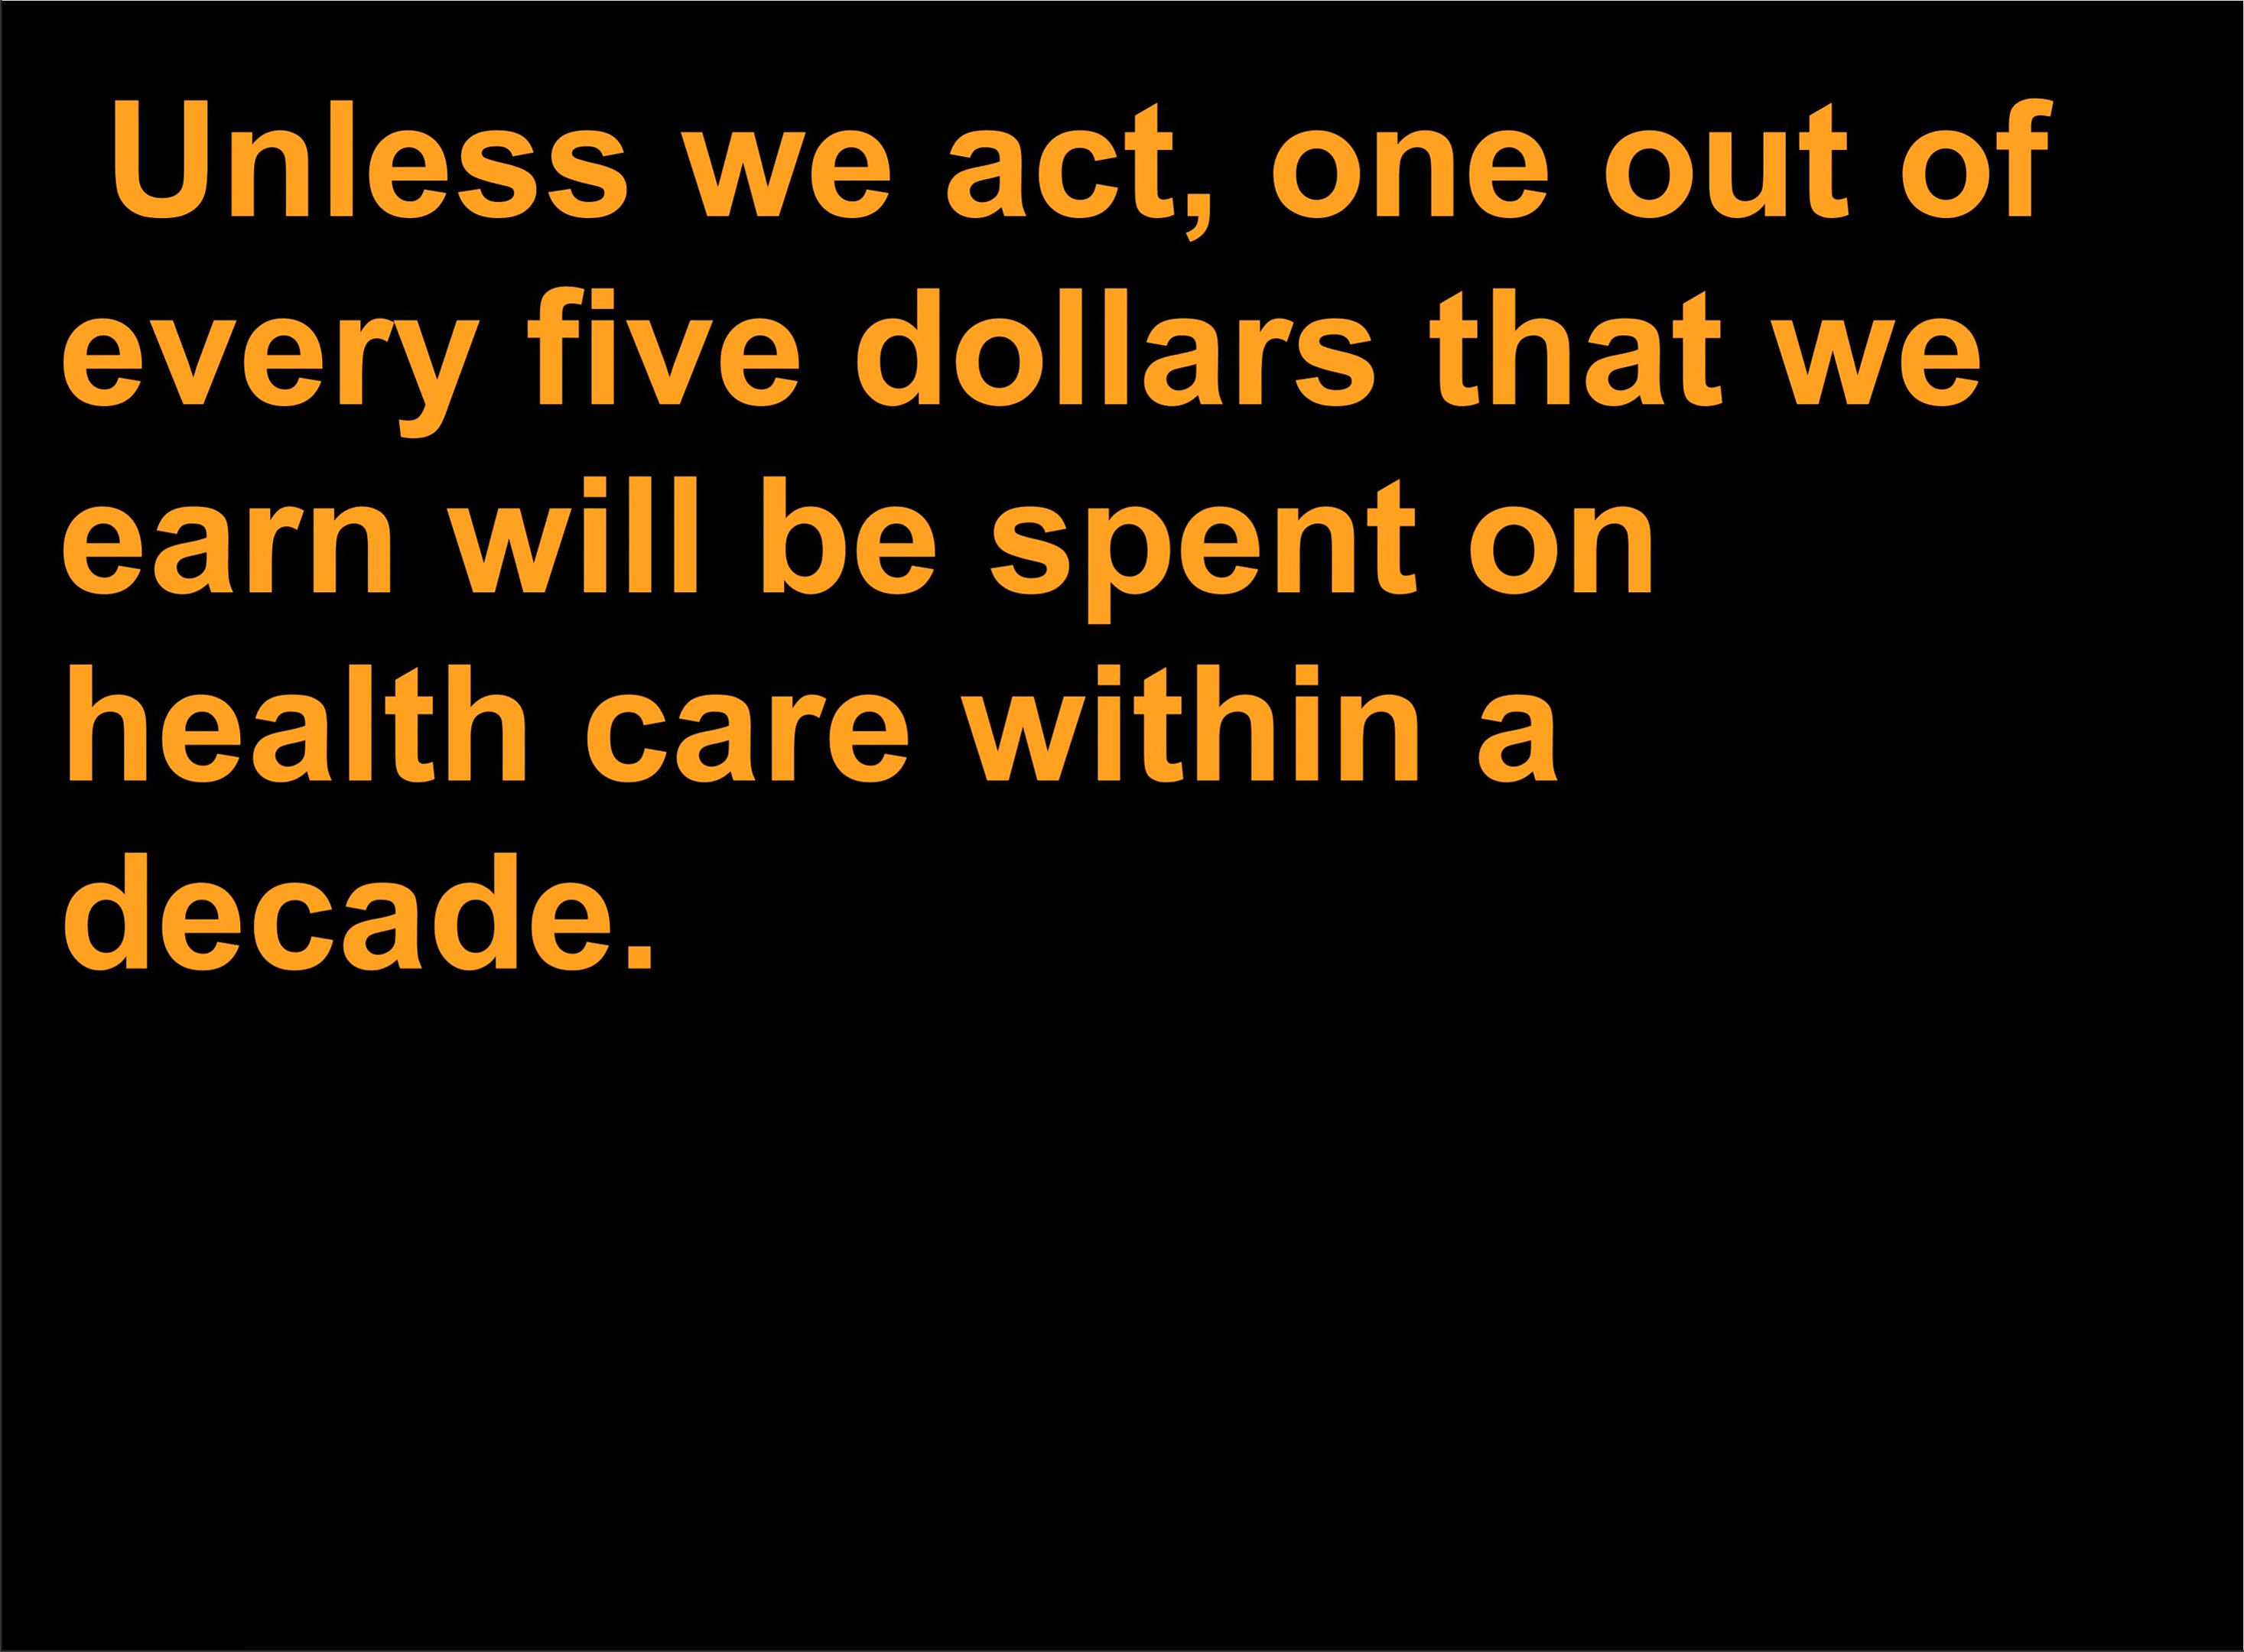 Unless we act, one out of
every five dollars that we
earn will be spent on
health care within a
decade.